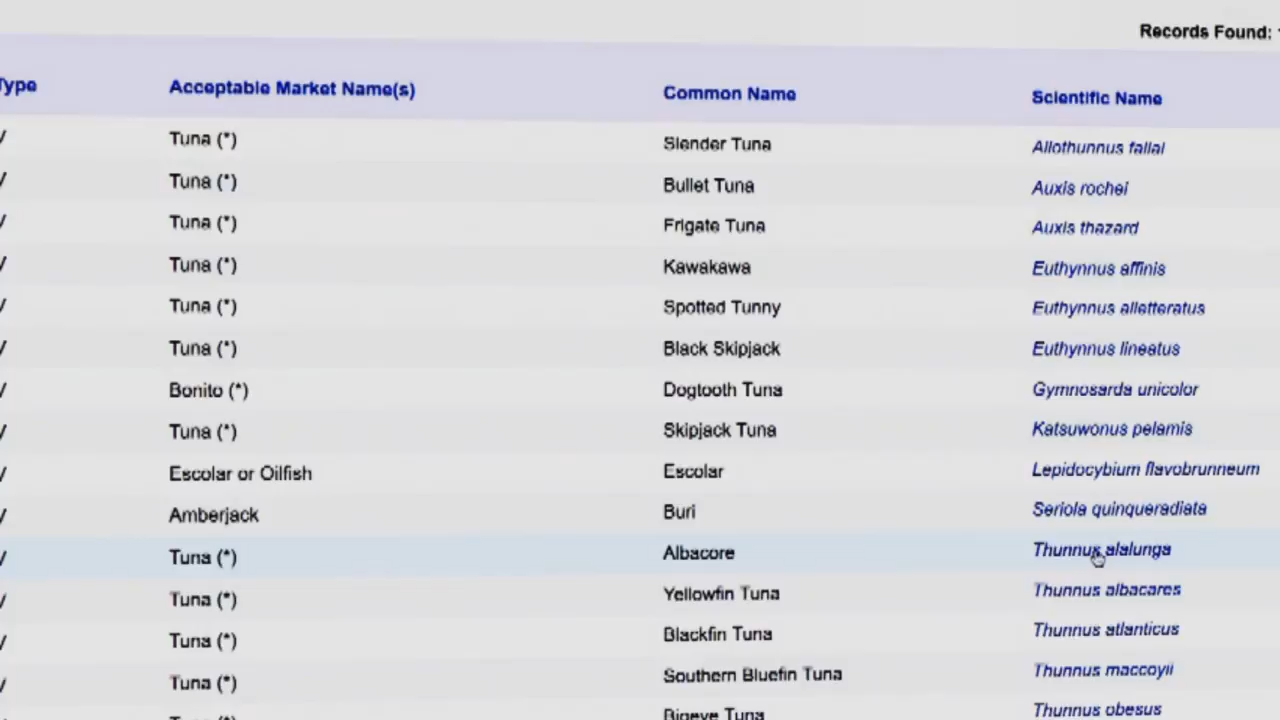 Records Found:
Type Acceptable Market Name(s) Common Name Scientific Name
V Tuna (*) Slender Tuna Allothunnus fallai
V Tuna (*) Bullet Tuna Auxis rochei
V Tuna (*) Frigate Tuna Auxis thazard
V Tuna (*) Kawakawa Euthynnus affinis
V Tuna (*) Spotted Tunny Euthynnus alletteratus
V Tuna (*) Black Skipjack Euthynnus lineatus
V Bonito (*) Dogtooth Tuna Gymnosarda unicolor
V Tuna (*) Skipjack Tuna Katsuwonus pelamis
V Escolar or Oilfish Escolar Lepidocybium flavobrunneum
V Amberjack Buri Seriola quinqueradiata
V Tuna (*) Albacore Thunnus alalunga
V Tuna (*) Yellowfin Tuna Thunnus albacares
V Tuna (*) Blackfin Tuna Thunnus atlanticus
V Tuna (*) Southern Bluefin Tuna Thunnus maccoyii
Tuna (*) Bigeye Tuna Thunnus obesus